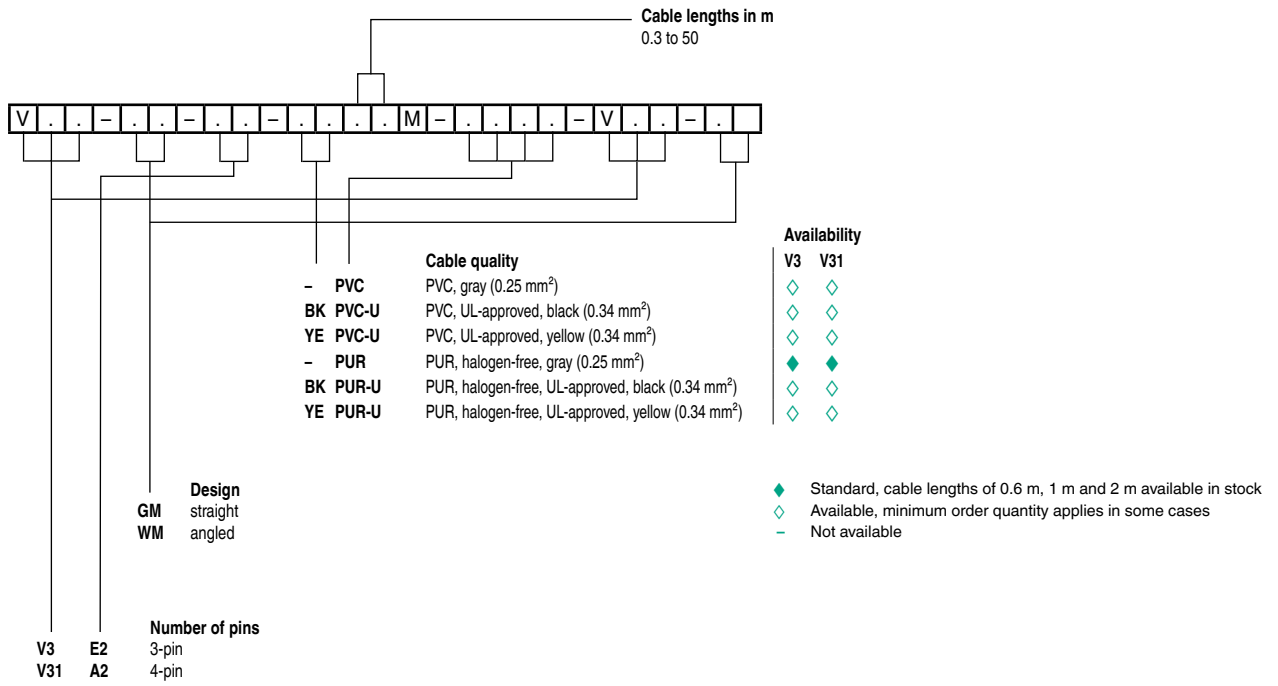 Cable lengths in m
0.3 to 50
V . . – . . – . . – . . . . M – . . . . – V . . – .
Availability
Cable quality V3 V31
– PVC PVC, gray (0.25 mm²) ◇ ◇
BK PVC-U PVC, UL-approved, black (0.34 mm²) ◇ ◇
YE PVC-U PVC, UL-approved, yellow (0.34 mm²) ◇ ◇
– PUR PUR, halogen-free, gray (0.25 mm²) ◆ ◆
BK PUR-U PUR, halogen-free, UL-approved, black (0.34 mm²) ◇ ◇
YE PUR-U PUR, halogen-free, UL-approved, yellow (0.34 mm²) ◇ ◇
Design
GM straight
WM angled
◆ Standard, cable lengths of 0.6 m, 1 m and 2 m available in stock
◇ Available, minimum order quantity applies in some cases
– Not available
Number of pins
V3 E2 3-pin
V31 A2 4-pin